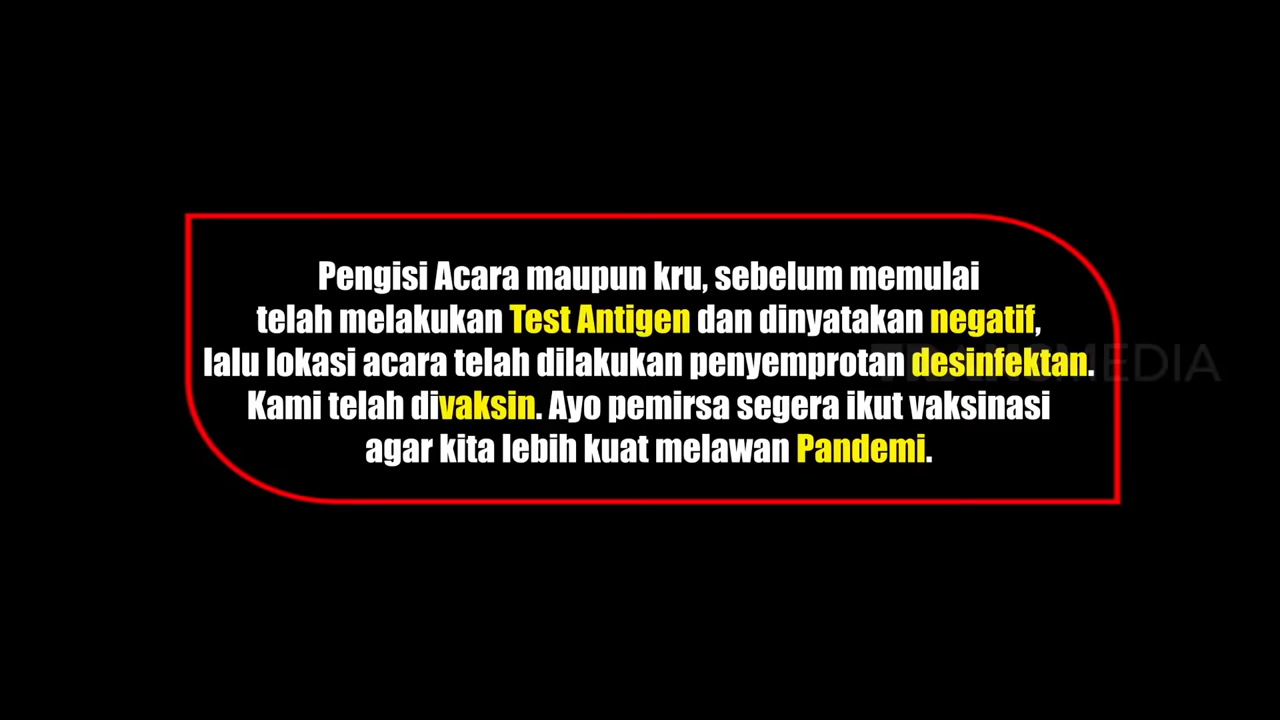 Pengisi Acara maupun kru, sebelum memulai
telah melakukan Test Antigen dan dinyatakan negatif,
lalu lokasi acara telah dilakukan penyemprotan desinfektan.
Kami telah divaksin. Ayo pemirsa segera ikut vaksinasi
agar kita lebih kuat melawan Pandemi.
TRANSMEDIA